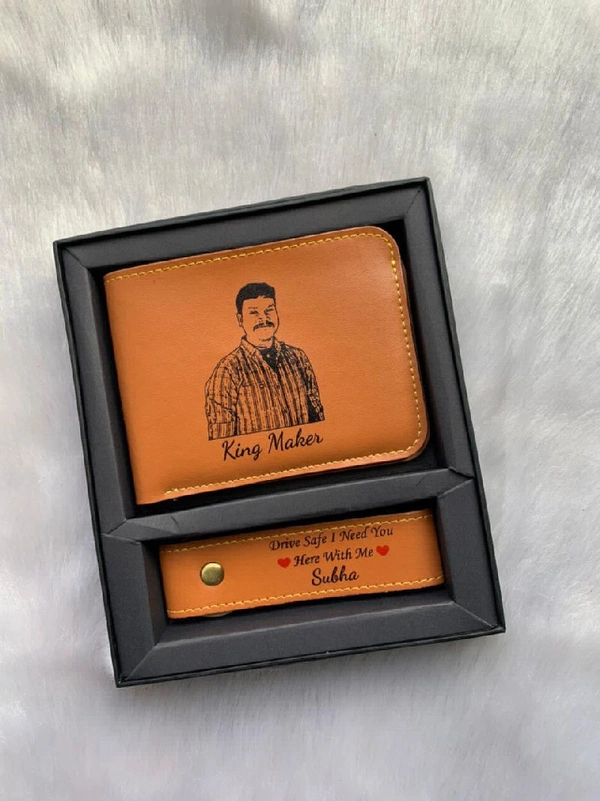 King Maker
Drive Safe I Need You
Here With Me
Subha